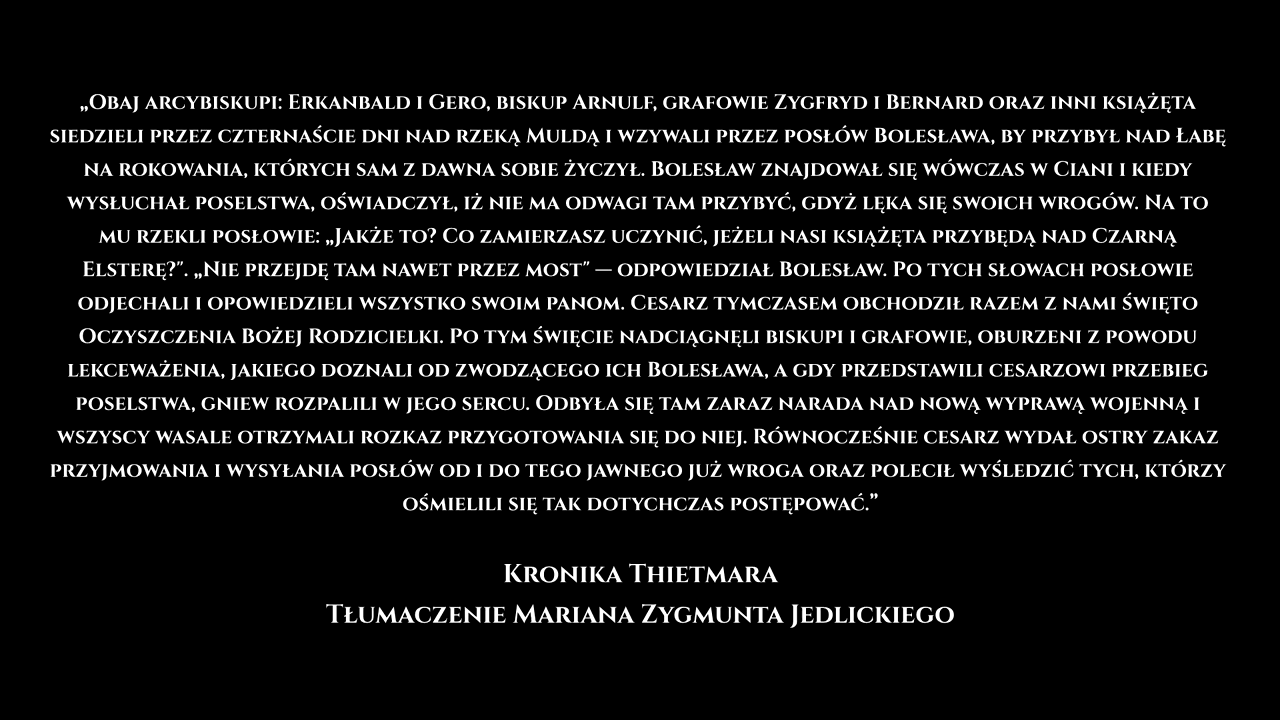 „Obaj arcybiskupi: Erkanbald i Gero, biskup Arnulf, grafowie Zygfryd i Bernard oraz inni książęta
siedzieli przez czternaście dni nad rzeką Muldą i wzywali przez posłów Bolesława, by przybył nad Łabę
na rokowania, których sam z dawna sobie życzył. Bolesław znajdował się wówczas w Ciani i kiedy
wysłuchał poselstwa, oświadczył, iż nie ma odwagi tam przybyć, gdyż lęka się swoich wrogów. Na to
mu rzekli posłowie: „Jakże to? Co zamierzasz uczynić, jeżeli nasi książęta przybędą nad Czarną
Elsterę?". „Nie przejdę tam nawet przez most" — odpowiedział Bolesław. Po tych słowach posłowie
odjechali i opowiedzieli wszystko swoim panom. Cesarz tymczasem obchodził razem z nami święto
Oczyszczenia Bożej Rodzicielki. Po tym święcie nadciągnęli biskupi i grafowie, oburzeni z powodu
lekceważenia, jakiego doznali od zwodzącego ich Bolesława, a gdy przedstawili cesarzowi przebieg
poselstwa, gniew rozpalili w jego sercu. Odbyła się tam zaraz narada nad nową wyprawą wojenną i
wszyscy wasale otrzymali rozkaz przygotowania się do niej. Równocześnie cesarz wydał ostry zakaz
przyjmowania i wysyłania posłów od i do tego jawnego już wroga oraz polecił wyśledzić tych, którzy
ośmielili się tak dotychczas postępować.”
Kronika Thietmara
Tłumaczenie Mariana Zygmunta Jedlickiego